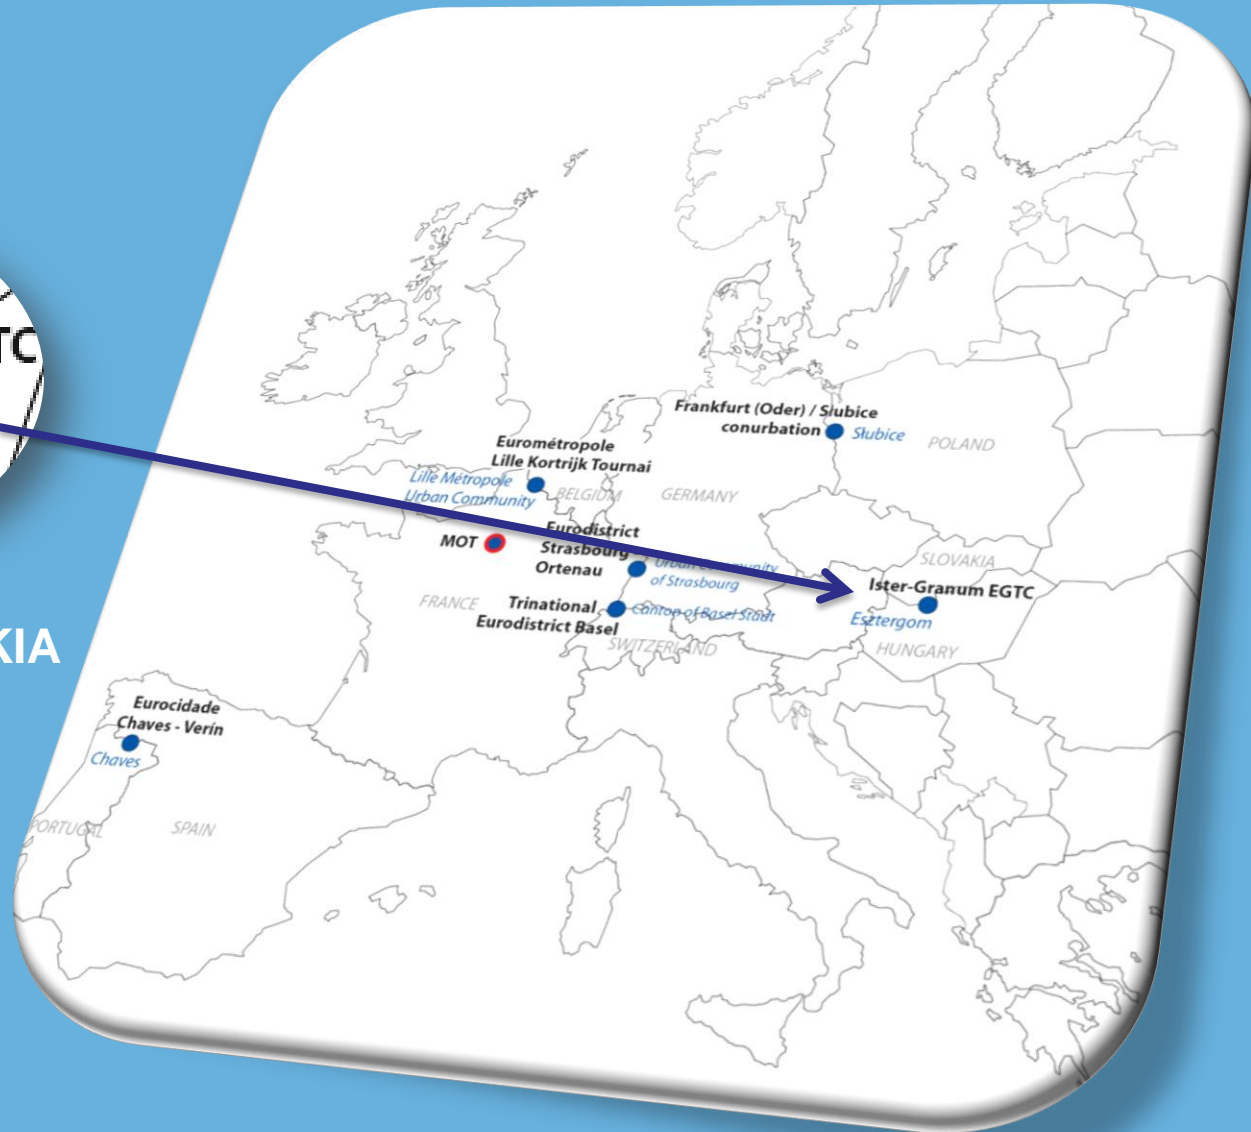 TC
KIA
Frankfurt (Oder) / Słubice
conurbation
Słubice
POLAND
Eurométropole
Lille Kortrijk Tournai
Lille Métropole
Urban Community
BELGIUM
GERMANY
MOT
Eurodistrict
Strasbourg
Ortenau
Urban Community
of Strasbourg
SLOVAKIA
Ister-Granum EGTC
Esztergom
HUNGARY
FRANCE
Trinational
Eurodistrict Basel
Canton of Basel Stadt
SWITZERLAND
Eurocidade
Chaves - Verín
Chaves
PORTUGAL
SPAIN